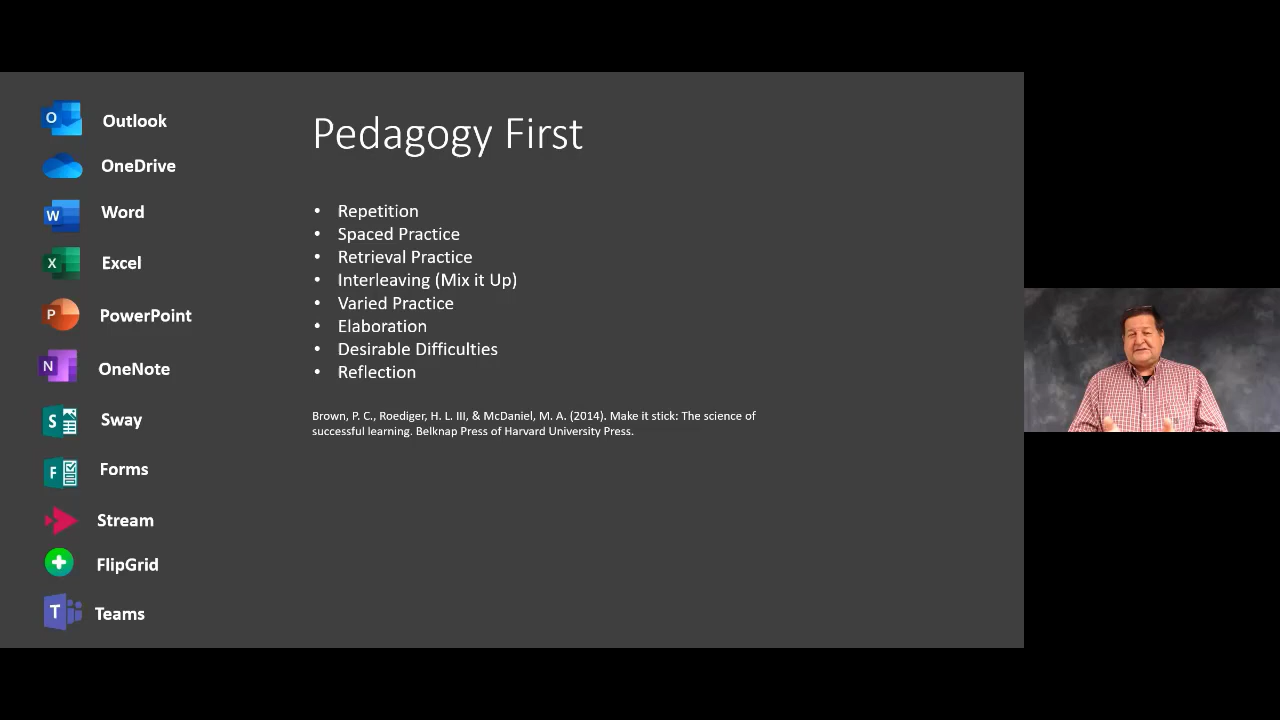 Outlook
OneDrive
Word
Excel
PowerPoint
OneNote
Sway
Forms
Stream
FlipGrid
Teams
Pedagogy First
• Repetition
• Spaced Practice
• Retrieval Practice
• Interleaving (Mix it Up)
• Varied Practice
• Elaboration
• Desirable Difficulties
• Reflection
Brown, P. C., Roediger, H. L. III, & McDaniel, M. A. (2014). Make it stick: The science of
successful learning. Belknap Press of Harvard University Press.